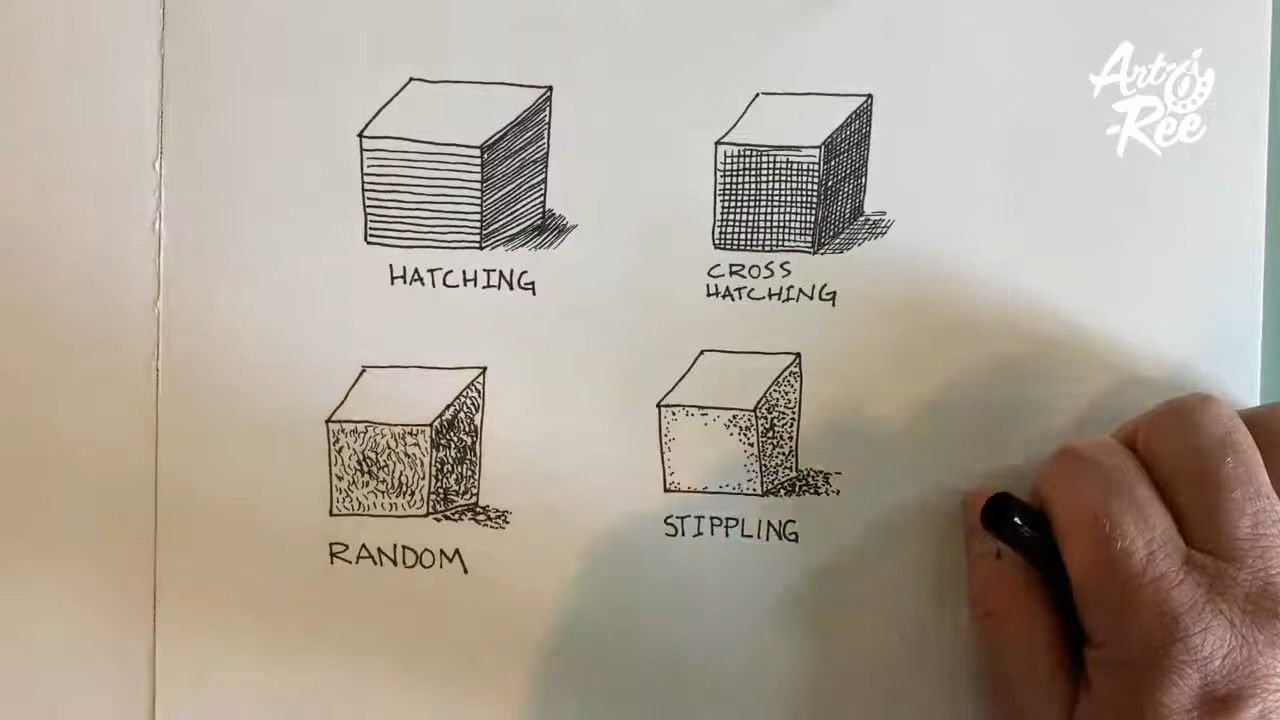 Art
-Ree
HATCHING
CROSS
HATCHING
RANDOM
STIPPLING